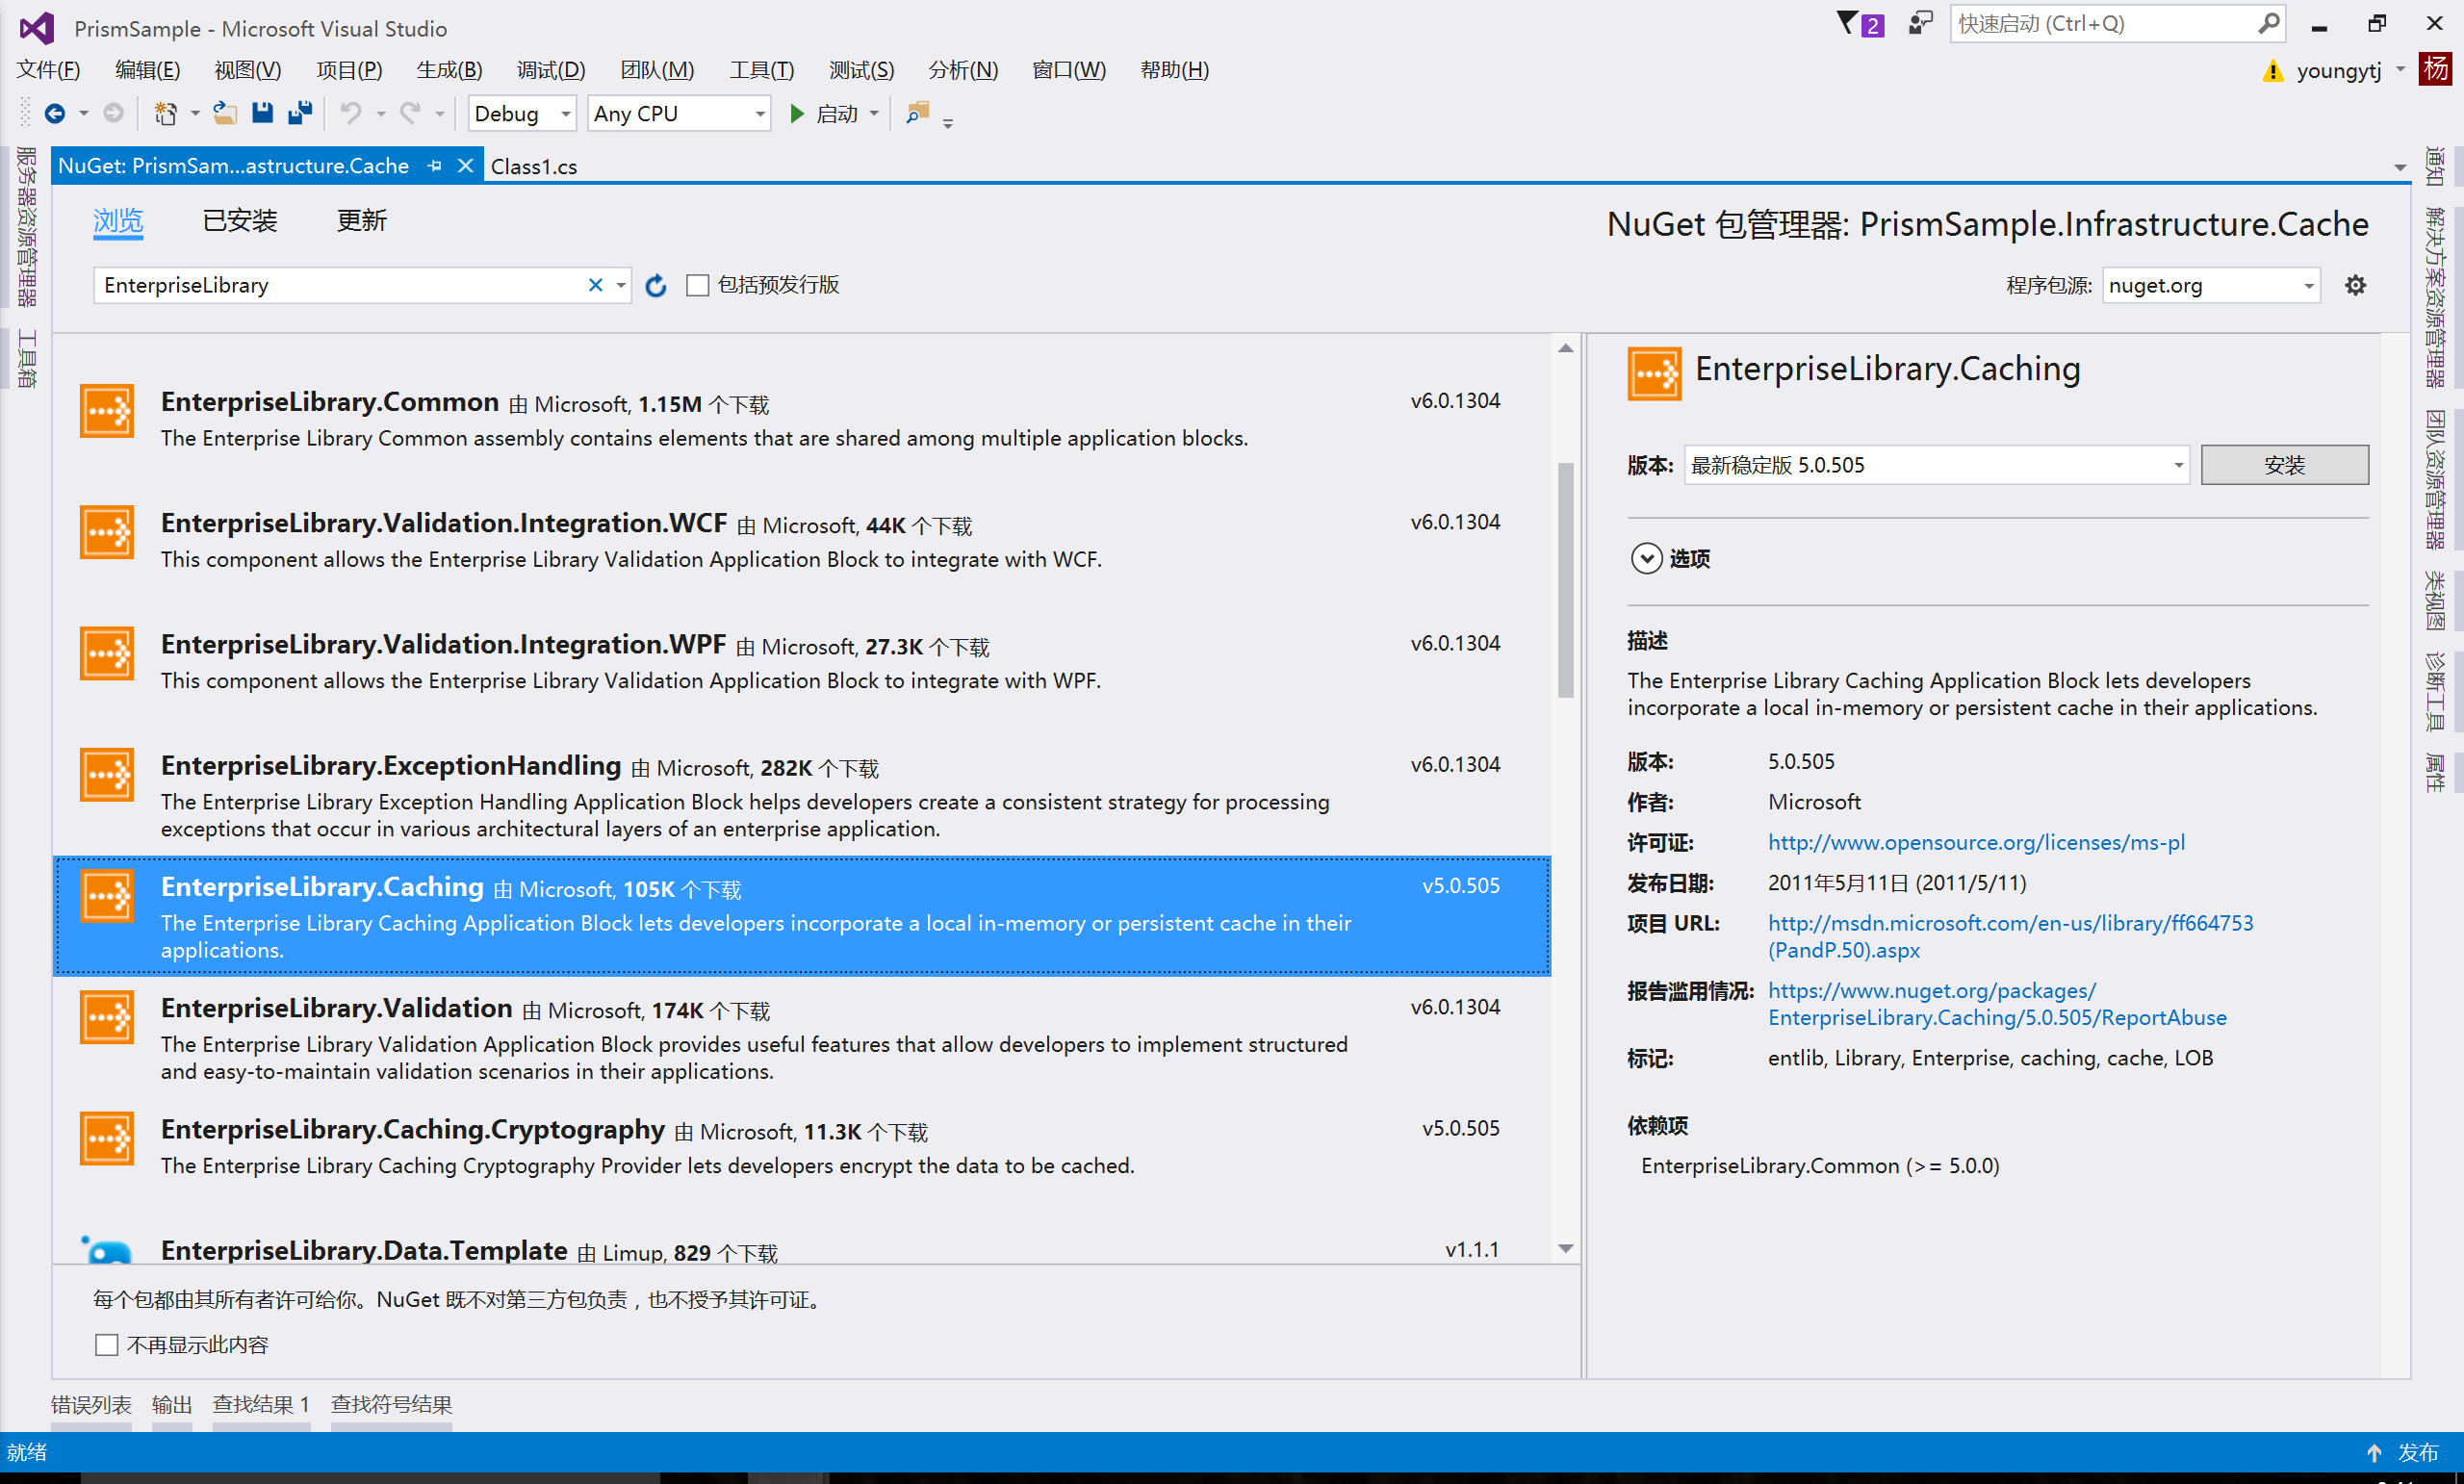 PrismSample - Microsoft Visual Studio
2
快速启动 (Ctrl+Q)
文件(F) 编辑(E) 视图(V) 项目(P) 生成(B) 调试(D) 团队(M) 工具(T) 测试(S) 分析(N) 窗口(W) 帮助(H)
youngytj
杨
Debug Any CPU 启动
服务器资源管理器
工具箱
NuGet: PrismSam...astructure.Cache Class1.cs
浏览 已安装 更新
NuGet 包管理器: PrismSample.Infrastructure.Cache
EnterpriseLibrary 包括预发行版
程序包源: nuget.org
EnterpriseLibrary.Common 由 Microsoft, 1.15M 个下载 v6.0.1304
The Enterprise Library Common assembly contains elements that are shared among multiple application blocks.
EnterpriseLibrary.Validation.Integration.WCF 由 Microsoft, 44K 个下载 v6.0.1304
This component allows the Enterprise Library Validation Application Block to integrate with WCF.
EnterpriseLibrary.Validation.Integration.WPF 由 Microsoft, 27.3K 个下载 v6.0.1304
This component allows the Enterprise Library Validation Application Block to integrate with WPF.
EnterpriseLibrary.ExceptionHandling 由 Microsoft, 282K 个下载 v6.0.1304
The Enterprise Library Exception Handling Application Block helps developers create a consistent strategy for processing
exceptions that occur in various architectural layers of an enterprise application.
EnterpriseLibrary.Caching 由 Microsoft, 105K 个下载 v5.0.505
The Enterprise Library Caching Application Block lets developers incorporate a local in-memory or persistent cache in their
applications.
EnterpriseLibrary.Validation 由 Microsoft, 174K 个下载 v6.0.1304
The Enterprise Library Validation Application Block provides useful features that allow developers to implement structured
and easy-to-maintain validation scenarios in their applications.
EnterpriseLibrary.Caching.Cryptography 由 Microsoft, 11.3K 个下载 v5.0.505
The Enterprise Library Caching Cryptography Provider lets developers encrypt the data to be cached.
EnterpriseLibrary.Data.Template 由 Limup, 829 个下载 v1.1.1
每个包都由其所有者许可给你。NuGet 既不对第三方包负责，也不授予其许可证。
不再显示此内容
EnterpriseLibrary.Caching
版本: 最新稳定版 5.0.505 安装
选项
描述
The Enterprise Library Caching Application Block lets developers
incorporate a local in-memory or persistent cache in their applications.
版本: 5.0.505
作者: Microsoft
许可证: http://www.opensource.org/licenses/ms-pl
发布日期: 2011年5月11日 (2011/5/11)
项目 URL: http://msdn.microsoft.com/en-us/library/ff664753
(PandP.50).aspx
报告滥用情况: https://www.nuget.org/packages/
EnterpriseLibrary.Caching/5.0.505/ReportAbuse
标记: entlib, Library, Enterprise, caching, cache, LOB
依赖项
EnterpriseLibrary.Common (>= 5.0.0)
通知
解决方案资源管理器
团队资源管理器
类视图
诊断工具
属性
错误列表 输出 查找结果 1 查找符号结果
就绪 发布